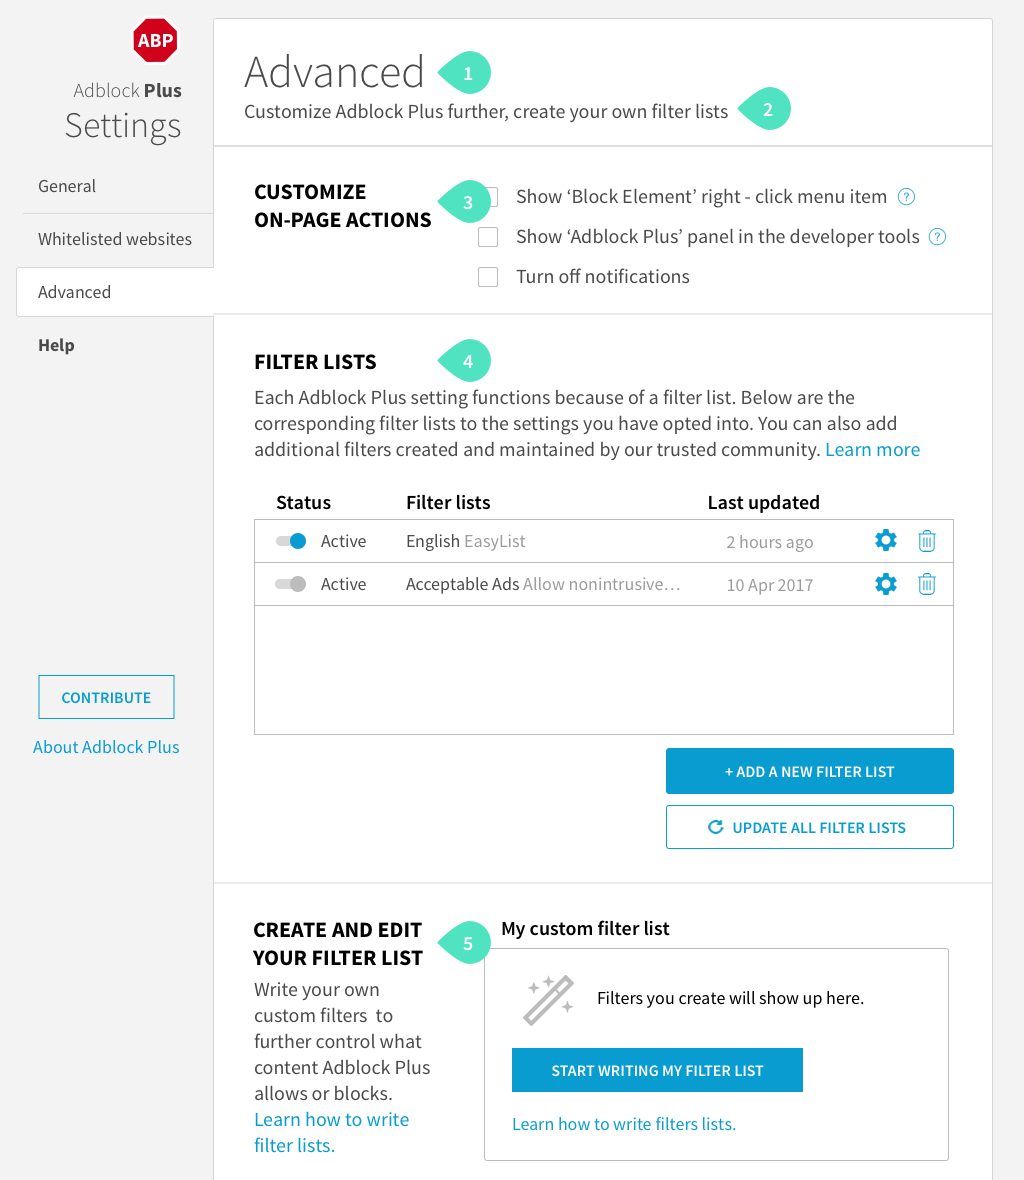 ABP
Adblock Plus
Settings
General
Whitelisted websites
Advanced
Help
CONTRIBUTE
About Adblock Plus
Advanced 1
Customize Adblock Plus further, create your own filter lists 2
CUSTOMIZE
ON-PAGE ACTIONS
3
Show ‘Block Element’ right - click menu item ?
Show ‘Adblock Plus’ panel in the developer tools ?
Turn off notifications
FILTER LISTS 4
Each Adblock Plus setting functions because of a filter list. Below are the
corresponding filter lists to the settings you have opted into. You can also add
additional filters created and maintained by our trusted community. Learn more
Status Filter lists Last updated
Active English EasyList 2 hours ago
Active Acceptable Ads Allow nonintrusive… 10 Apr 2017
+ ADD A NEW FILTER LIST
UPDATE ALL FILTER LISTS
CREATE AND EDIT
YOUR FILTER LIST
5
Write your own
custom filters  to
further control what
content Adblock Plus
allows or blocks.
Learn how to write
filter lists.
My custom filter list
Filters you create will show up here.
START WRITING MY FILTER LIST
Learn how to write filters lists.